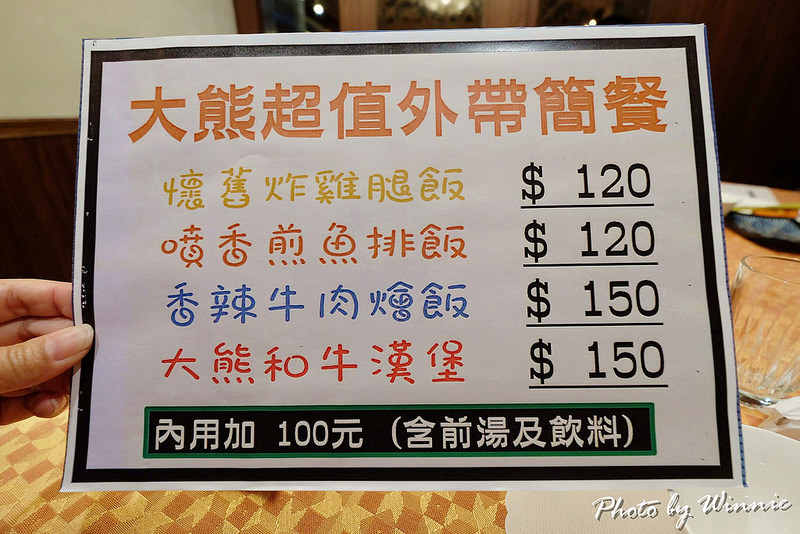 大熊超值外帶簡餐
懷舊炸雞腿飯 $ 120
噴香煎魚排飯 $ 120
香辣牛肉燴飯 $ 150
大熊和牛漢堡 $ 150
內用加 100元 (含前湯及飲料)
Photo by Winnie